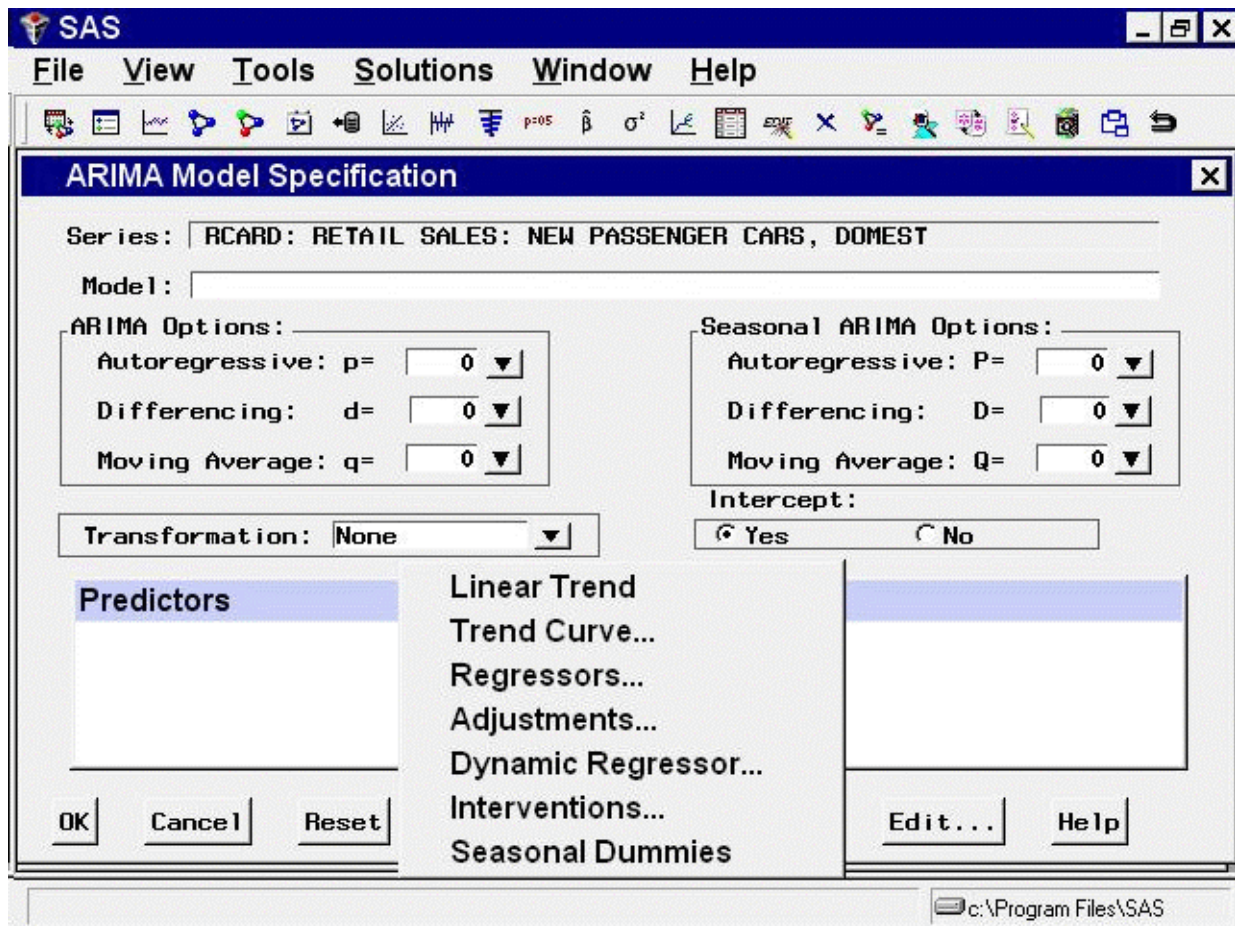 SAS
File View Tools Solutions Window Help
p=05 β̂ σ²
ARIMA Model Specification
Series: RCARD: RETAIL SALES: NEW PASSENGER CARS, DOMEST
Model:
ARIMA Options: Seasonal ARIMA Options:
Autoregressive: p= 0 Autoregressive: P= 0
Differencing: d= 0 Differencing: D= 0
Moving Average: q= 0 Moving Average: Q= 0
Intercept:
Transformation: None Yes No
Predictors
Linear Trend
Trend Curve...
Regressors...
Adjustments...
Dynamic Regressor...
Interventions...
Seasonal Dummies
OK Cancel Reset Edit... Help
c:\Program Files\SAS